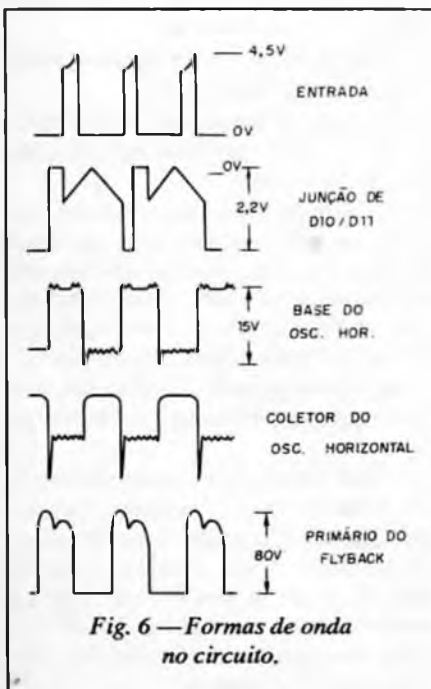 4,5V
ENTRADA
0V
0V
2,2V
JUNÇÃO DE
D10/D11
15V
BASE DO
OSC. HOR.
COLETOR DO
OSC. HORIZONTAL
80V
PRIMÁRIO DO
FLYBACK
Fig. 6 — Formas de onda
no circuito.